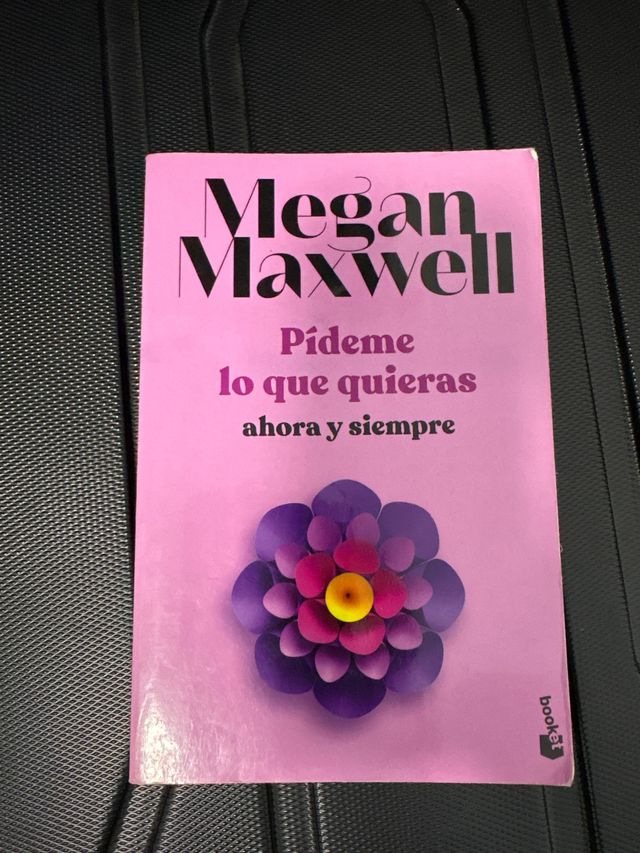 Megan
Maxwell
Pídeme
lo que quieras
ahora y siempre
booket